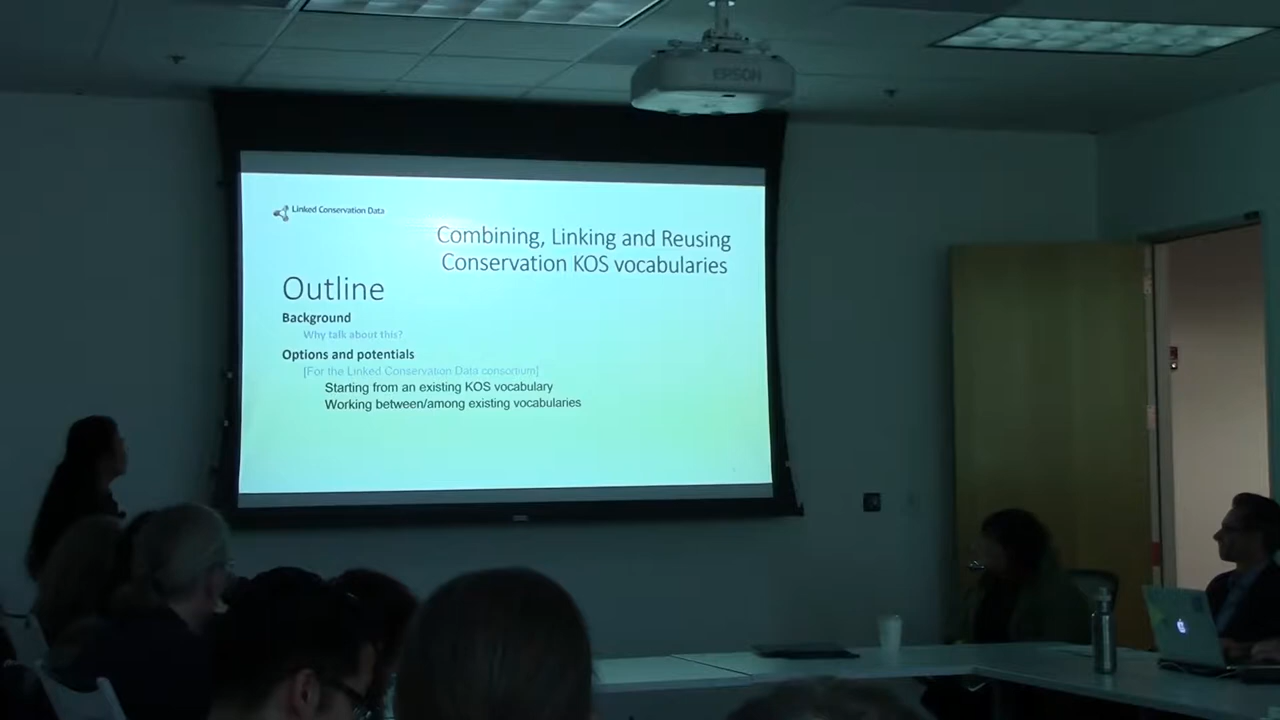 EPSON
Linked Conservation Data
Combining, Linking and Reusing
Conservation KOS vocabularies
Outline
Background
Why talk about this?
Options and potentials
[For the Linked Conservation Data consortium]
Starting from an existing KOS vocabulary
Working between/among existing vocabularies